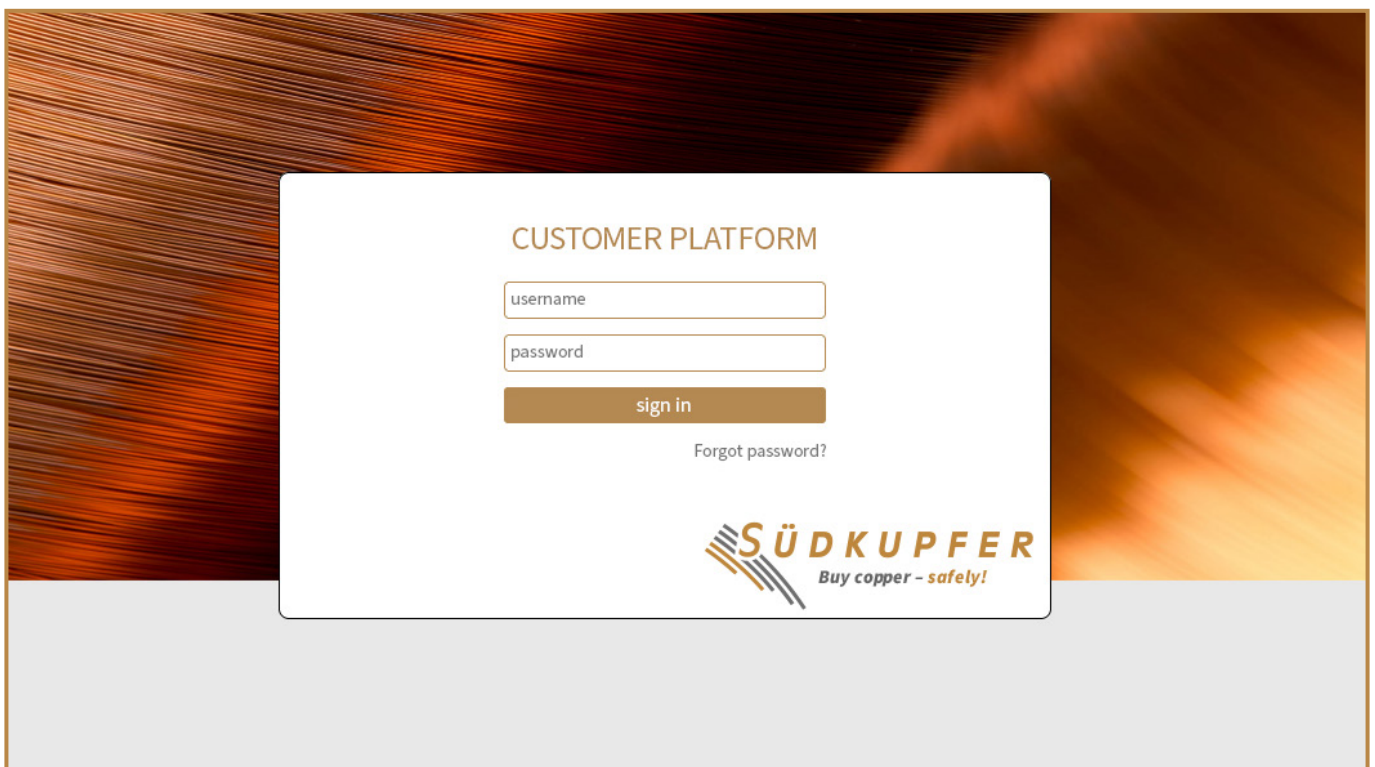 CUSTOMER PLATFORM
username
password
sign in
Forgot password?
SÜDKUPFER
Buy copper – safely!